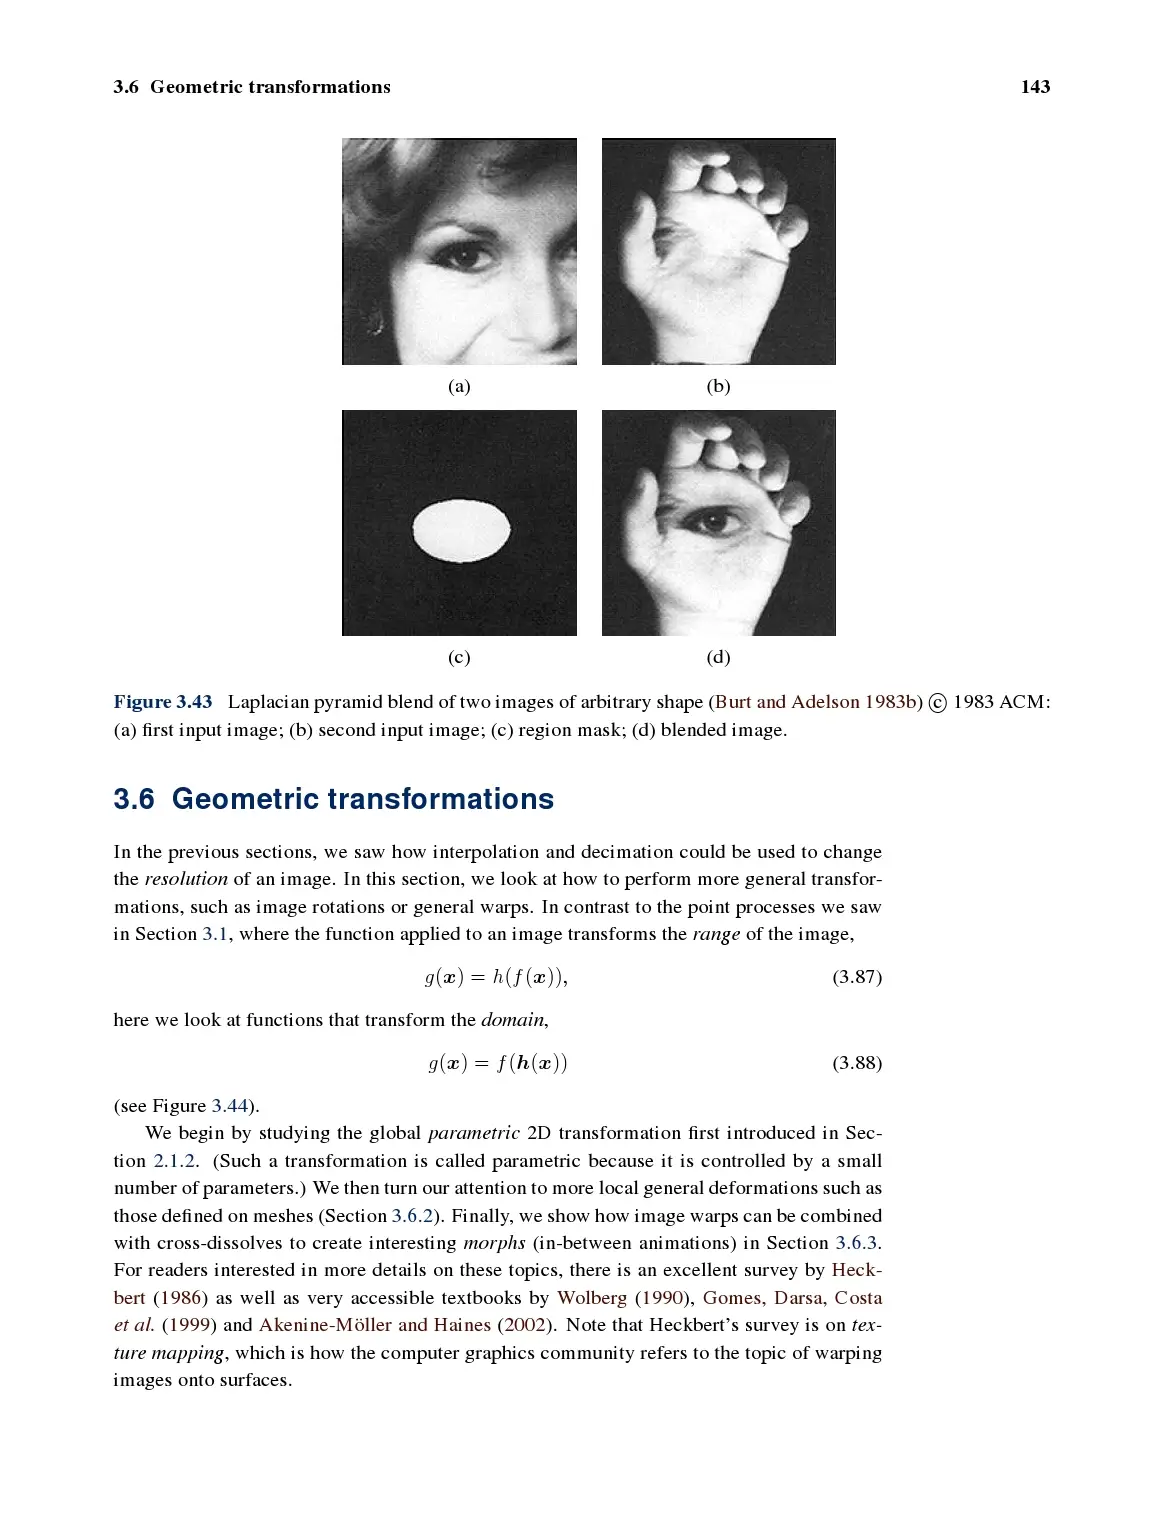 3.6 Geometric transformations 143
(a) (b)
(c) (d)
Figure 3.43 Laplacian pyramid blend of two images of arbitrary shape (Burt and Adelson 1983b) © 1983 ACM:
(a) first input image; (b) second input image; (c) region mask; (d) blended image.
3.6 Geometric transformations
In the previous sections, we saw how interpolation and decimation could be used to change
the resolution of an image. In this section, we look at how to perform more general transfor-
mations, such as image rotations or general warps. In contrast to the point processes we saw
in Section 3.1, where the function applied to an image transforms the range of the image,
g(x) = h(f(x)), (3.87)
here we look at functions that transform the domain,
g(x) = f(h(x)) (3.88)
(see Figure 3.44).
We begin by studying the global parametric 2D transformation first introduced in Sec-
tion 2.1.2. (Such a transformation is called parametric because it is controlled by a small
number of parameters.) We then turn our attention to more local general deformations such as
those defined on meshes (Section 3.6.2). Finally, we show how image warps can be combined
with cross-dissolves to create interesting morphs (in-between animations) in Section 3.6.3.
For readers interested in more details on these topics, there is an excellent survey by Heck-
bert (1986) as well as very accessible textbooks by Wolberg (1990), Gomes, Darsa, Costa
et al. (1999) and Akenine-Möller and Haines (2002). Note that Heckbert's survey is on tex-
ture mapping, which is how the computer graphics community refers to the topic of warping
images onto surfaces.